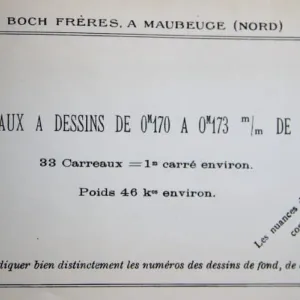 BOCH FRÈRES, A MAUBEUGE (NORD)
AUX A DESSINS DE 0M170 A 0M173 m/m DE
33 Carreaux = 1m carré environ.
Poids 46 ks environ.
Les nuances
diquer bien distinctement les numéros des dessins de fond, de